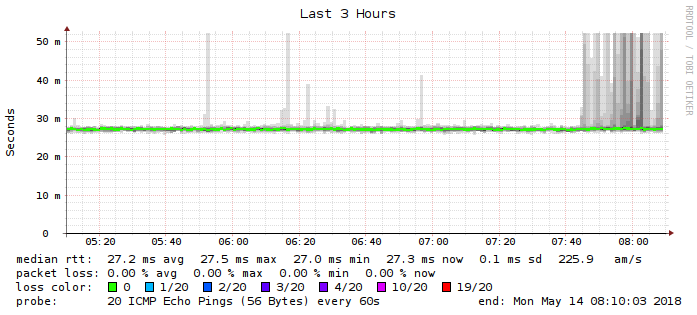 Last 3 Hours
RRDTOOL / TOBI OETIKER
Seconds
50 m
40 m
30 m
20 m
10 m
0
05:20 05:40 06:00 06:20 06:40 07:00 07:20 07:40 08:00
median rtt: 27.2 ms avg 27.5 ms max 27.0 ms min 27.3 ms now 0.1 ms sd 225.9 am/s
packet loss: 0.00 % avg 0.00 % max 0.00 % min 0.00 % now
loss color: 0 1/20 2/20 3/20 4/20 10/20 19/20
probe: 20 ICMP Echo Pings (56 Bytes) every 60s end: Mon May 14 08:10:03 2018